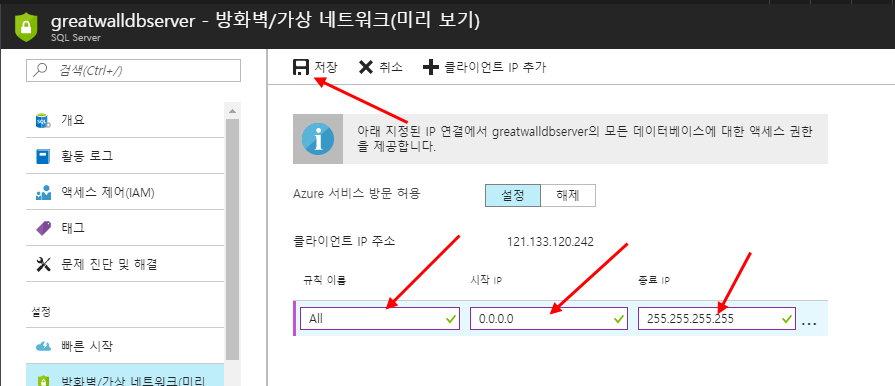 greatwalldbserver - 방화벽/가상 네트워크(미리 보기)
SQL Server
검색(Ctrl+/)
개요
활동 로그
액세스 제어(IAM)
태그
문제 진단 및 해결
설정
빠른 시작
방화벽/가상 네트워크(미리
저장
취소
클라이언트 IP 추가
아래 지정된 IP 연결에서 greatwalldbserver의 모든 데이터베이스에 대한 액세스 권한
을 제공합니다.
Azure 서비스 방문 허용 설정 해제
클라이언트 IP 주소 121.133.120.242
규칙 이름 시작 IP 종료 IP
All 0.0.0.0 255.255.255.255 ...